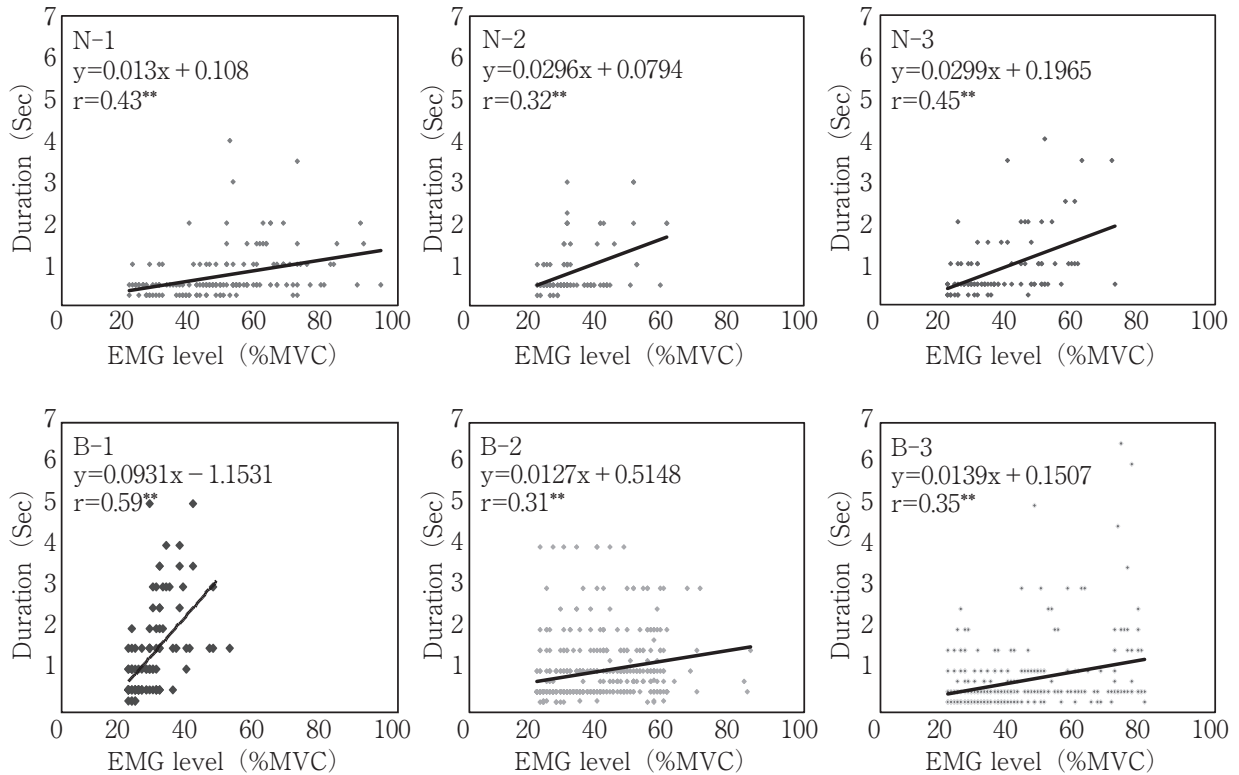 7
6
5
4
3
2
1
N-1
y=0.013x+0.108
r=0.43**
Duration (Sec)
0 20 40 60 80 100
EMG level (%MVC)
7
6
5
4
3
2
1
N-2
y=0.0296x+0.0794
r=0.32**
Duration (Sec)
0 20 40 60 80 100
EMG level (%MVC)
7
6
5
4
3
2
1
N-3
y=0.0299x+0.1965
r=0.45**
Duration (Sec)
0 20 40 60 80 100
EMG level (%MVC)
7
6
5
4
3
2
1
B-1
y=0.0931x−1.1531
r=0.59**
Duration (Sec)
0 20 40 60 80 100
EMG level (%MVC)
7
6
5
4
3
2
1
B-2
y=0.0127x+0.5148
r=0.31**
Duration (Sec)
0 20 40 60 80 100
EMG level (%MVC)
7
6
5
4
3
2
1
B-3
y=0.0139x+0.1507
r=0.35**
Duration (Sec)
0 20 40 60 80 100
EMG level (%MVC)